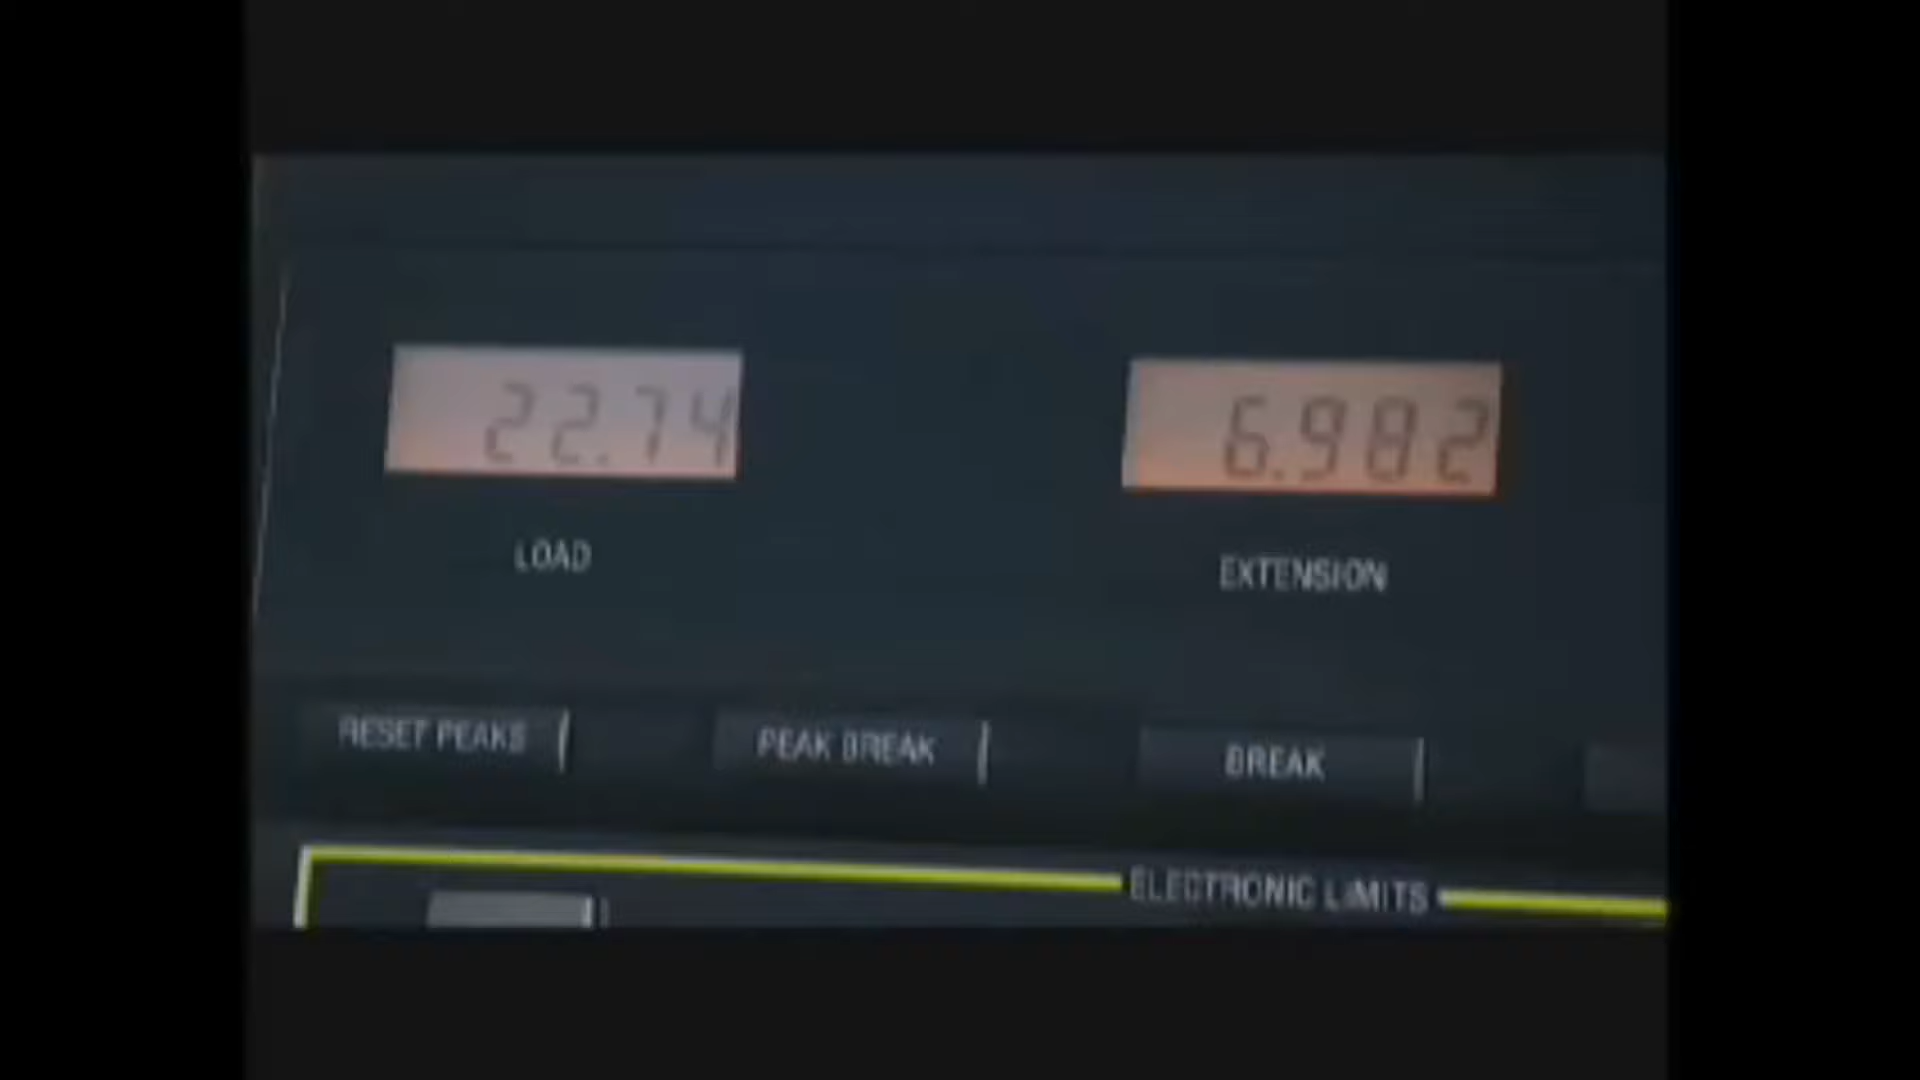 22.74 6.982
LOAD EXTENSION
RESET PEAKS PEAK BREAK BREAK
ELECTRONIC LIMITS